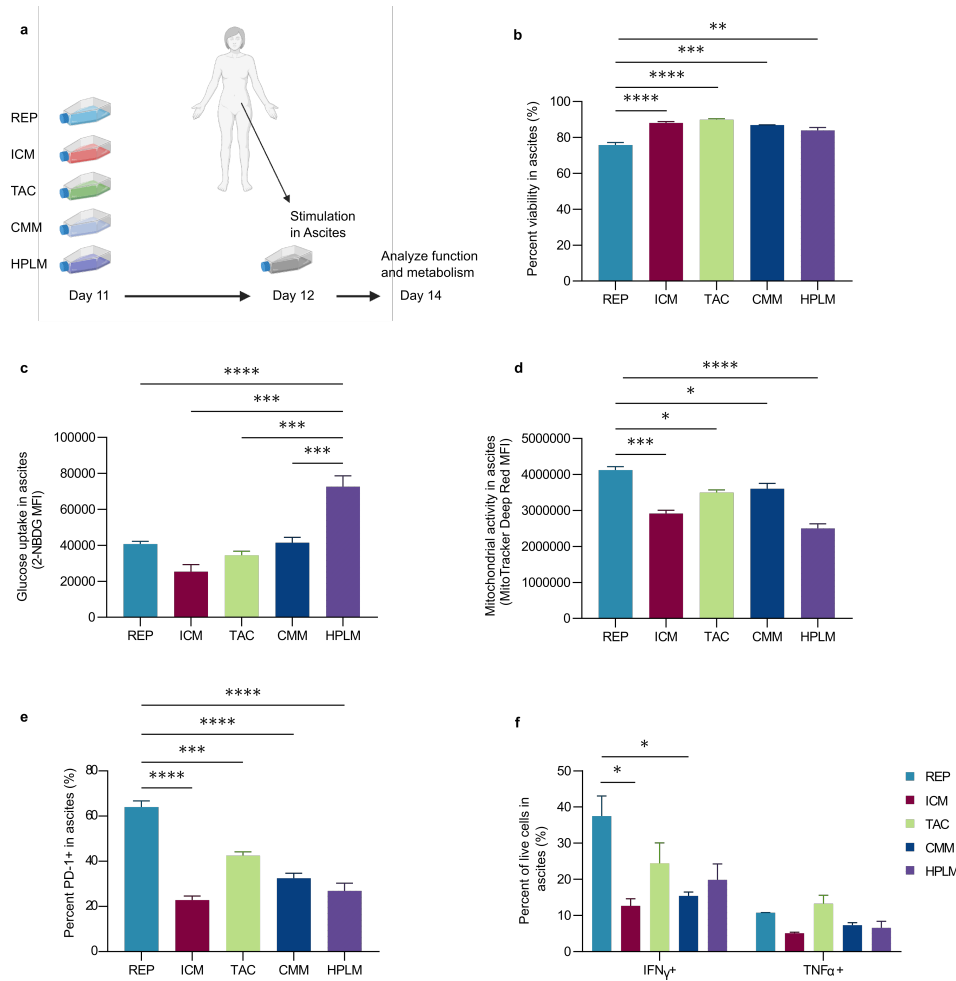 a
REP
ICM
TAC
CMM
HPLM
Stimulation
in Ascites
Analyze function
and metabolism
Day 11
Day 12
Day 14
b
**
***
****
****
Percent viability in ascites (%)
100
80
60
40
20
0
REP ICM TAC CMM HPLM
c
****
***
***
***
Glucose uptake in ascites
(2-NBDG MFI)
100000
80000
60000
40000
20000
0
REP ICM TAC CMM HPLM
d
****
*
*
***
Mitochondrial activity in ascites
(MitoTracker Deep Red MFI)
5000000
4000000
3000000
2000000
1000000
0
REP ICM TAC CMM HPLM
e
****
****
***
****
Percent PD-1+ in ascites (%)
80
60
40
20
0
REP ICM TAC CMM HPLM
f
*
*
Percent of live cells in
ascites (%)
50
40
30
20
10
0
IFNγ+ TNFα+
REP
ICM
TAC
CMM
HPLM